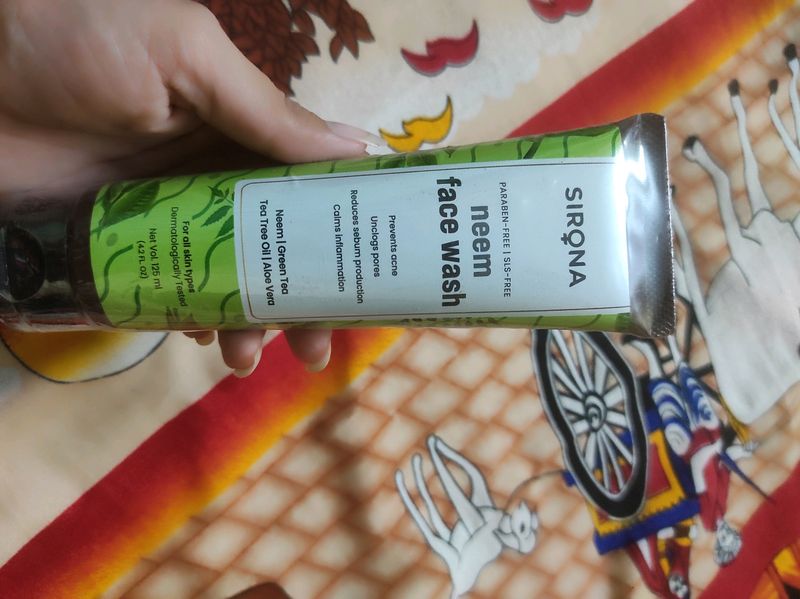 SIRONA
PARABEN-FREE | SLS-FREE
neem
face wash
Prevents acne
Unclogs pores
Reduces sebum production
Calms inflammation
Neem | Green Tea
Tea Tree Oil | Aloe Vera
For all skin types
Dermatologically Tested
Net Vol. 125 ml
(4.2 FL. OZ)